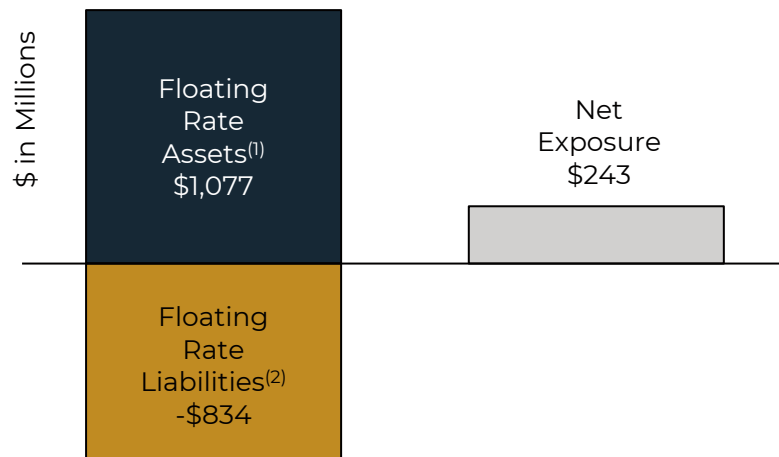 $ in Millions
Floating
Rate
Assets(1)
$1,077
Net
Exposure
$243
Floating
Rate
Liabilities(2)
-$834